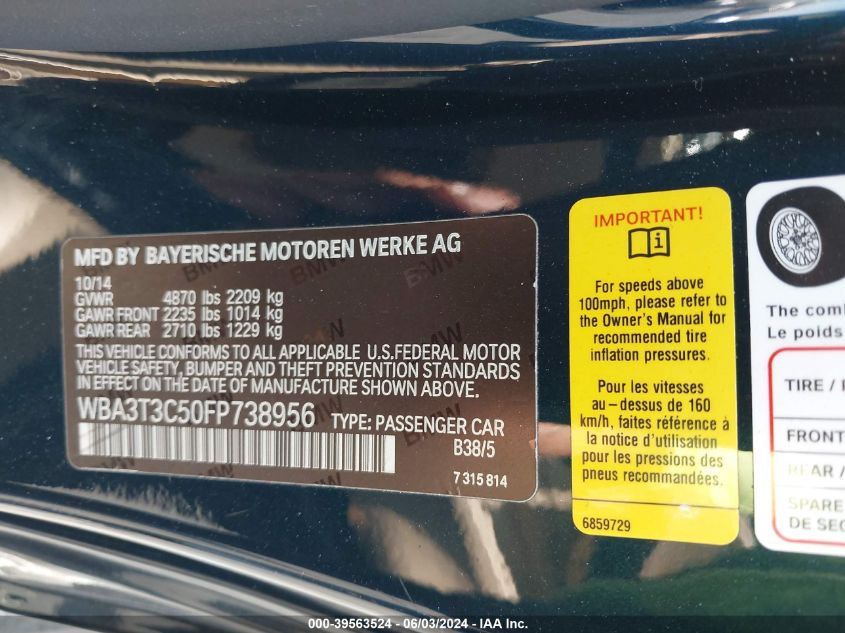 MFD BY BAYERISCHE MOTOREN WERKE AG
10/14
GVWR 4870 lbs 2209 kg
GAWR FRONT 2235 lbs 1014 kg
GAWR REAR 2710 lbs 1229 kg
THIS VEHICLE CONFORMS TO ALL APPLICABLE U.S.FEDERAL MOTOR
VEHICLE SAFETY, BUMPER AND THEFT PREVENTION STANDARDS
IN EFFECT ON THE DATE OF MANUFACTURE SHOWN ABOVE.
WBA3T3C50FP738956 TYPE: PASSENGER CAR
B38/5
7 315 814
IMPORTANT!
For speeds above
100mph, please refer to
the Owner's Manual for
recommended tire
inflation pressures.
Pour les vitesses
au-dessus de 160
km/h, faites référence à
la notice d'utilisation
pour les pressions des
pneus recommandées.
6859729
The com
Le poids
TIRE /
FRONT
REAR /
SPARE
DE SEC
000-39563524 - 06/03/2024 - IAA Inc.